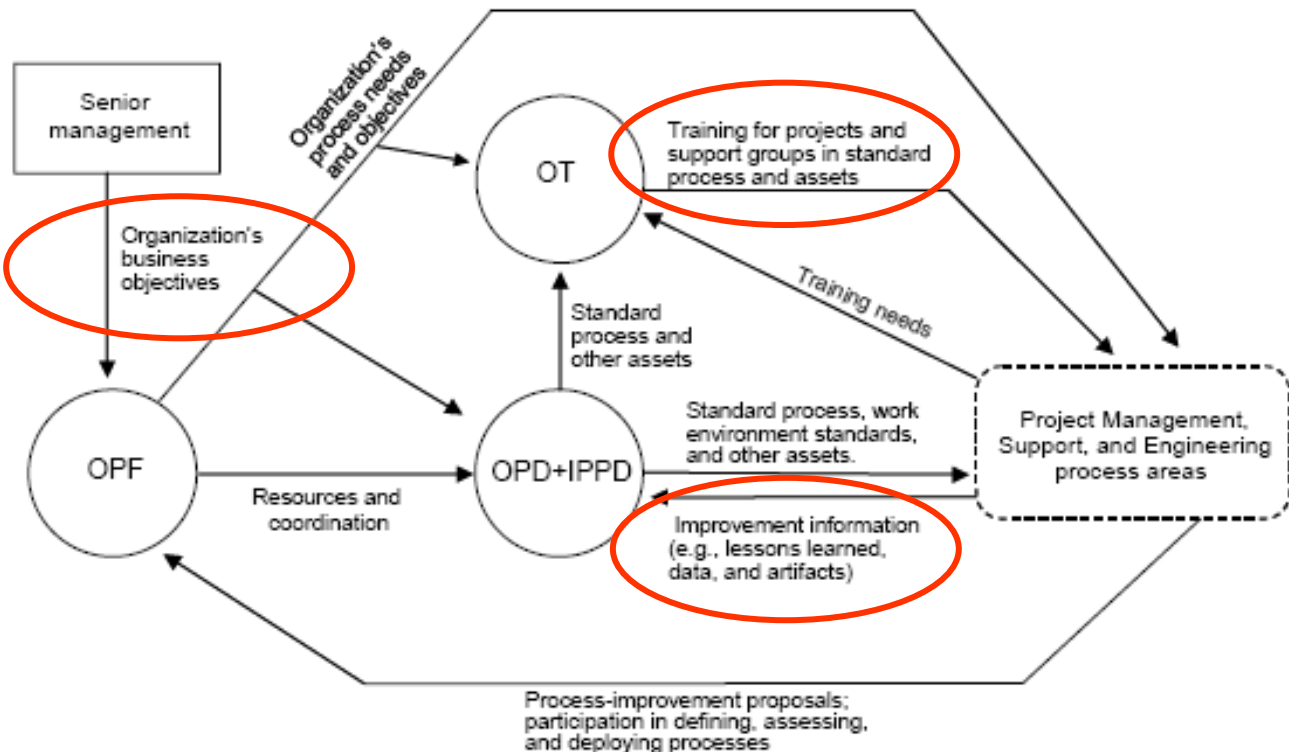 Senior
management
Organization's
process needs
and objectives
OT
Training for projects and
support groups in standard
process and assets
Organization's
business
objectives
Training needs
Standard
process and
other assets
OPF
Resources and
coordination
OPD+IPPD
Standard process, work
environment standards,
and other assets.
Project Management,
Support, and Engineering
process areas
Improvement information
(e.g., lessons learned,
data, and artifacts)
Process-improvement proposals;
participation in defining, assessing,
and deploying processes